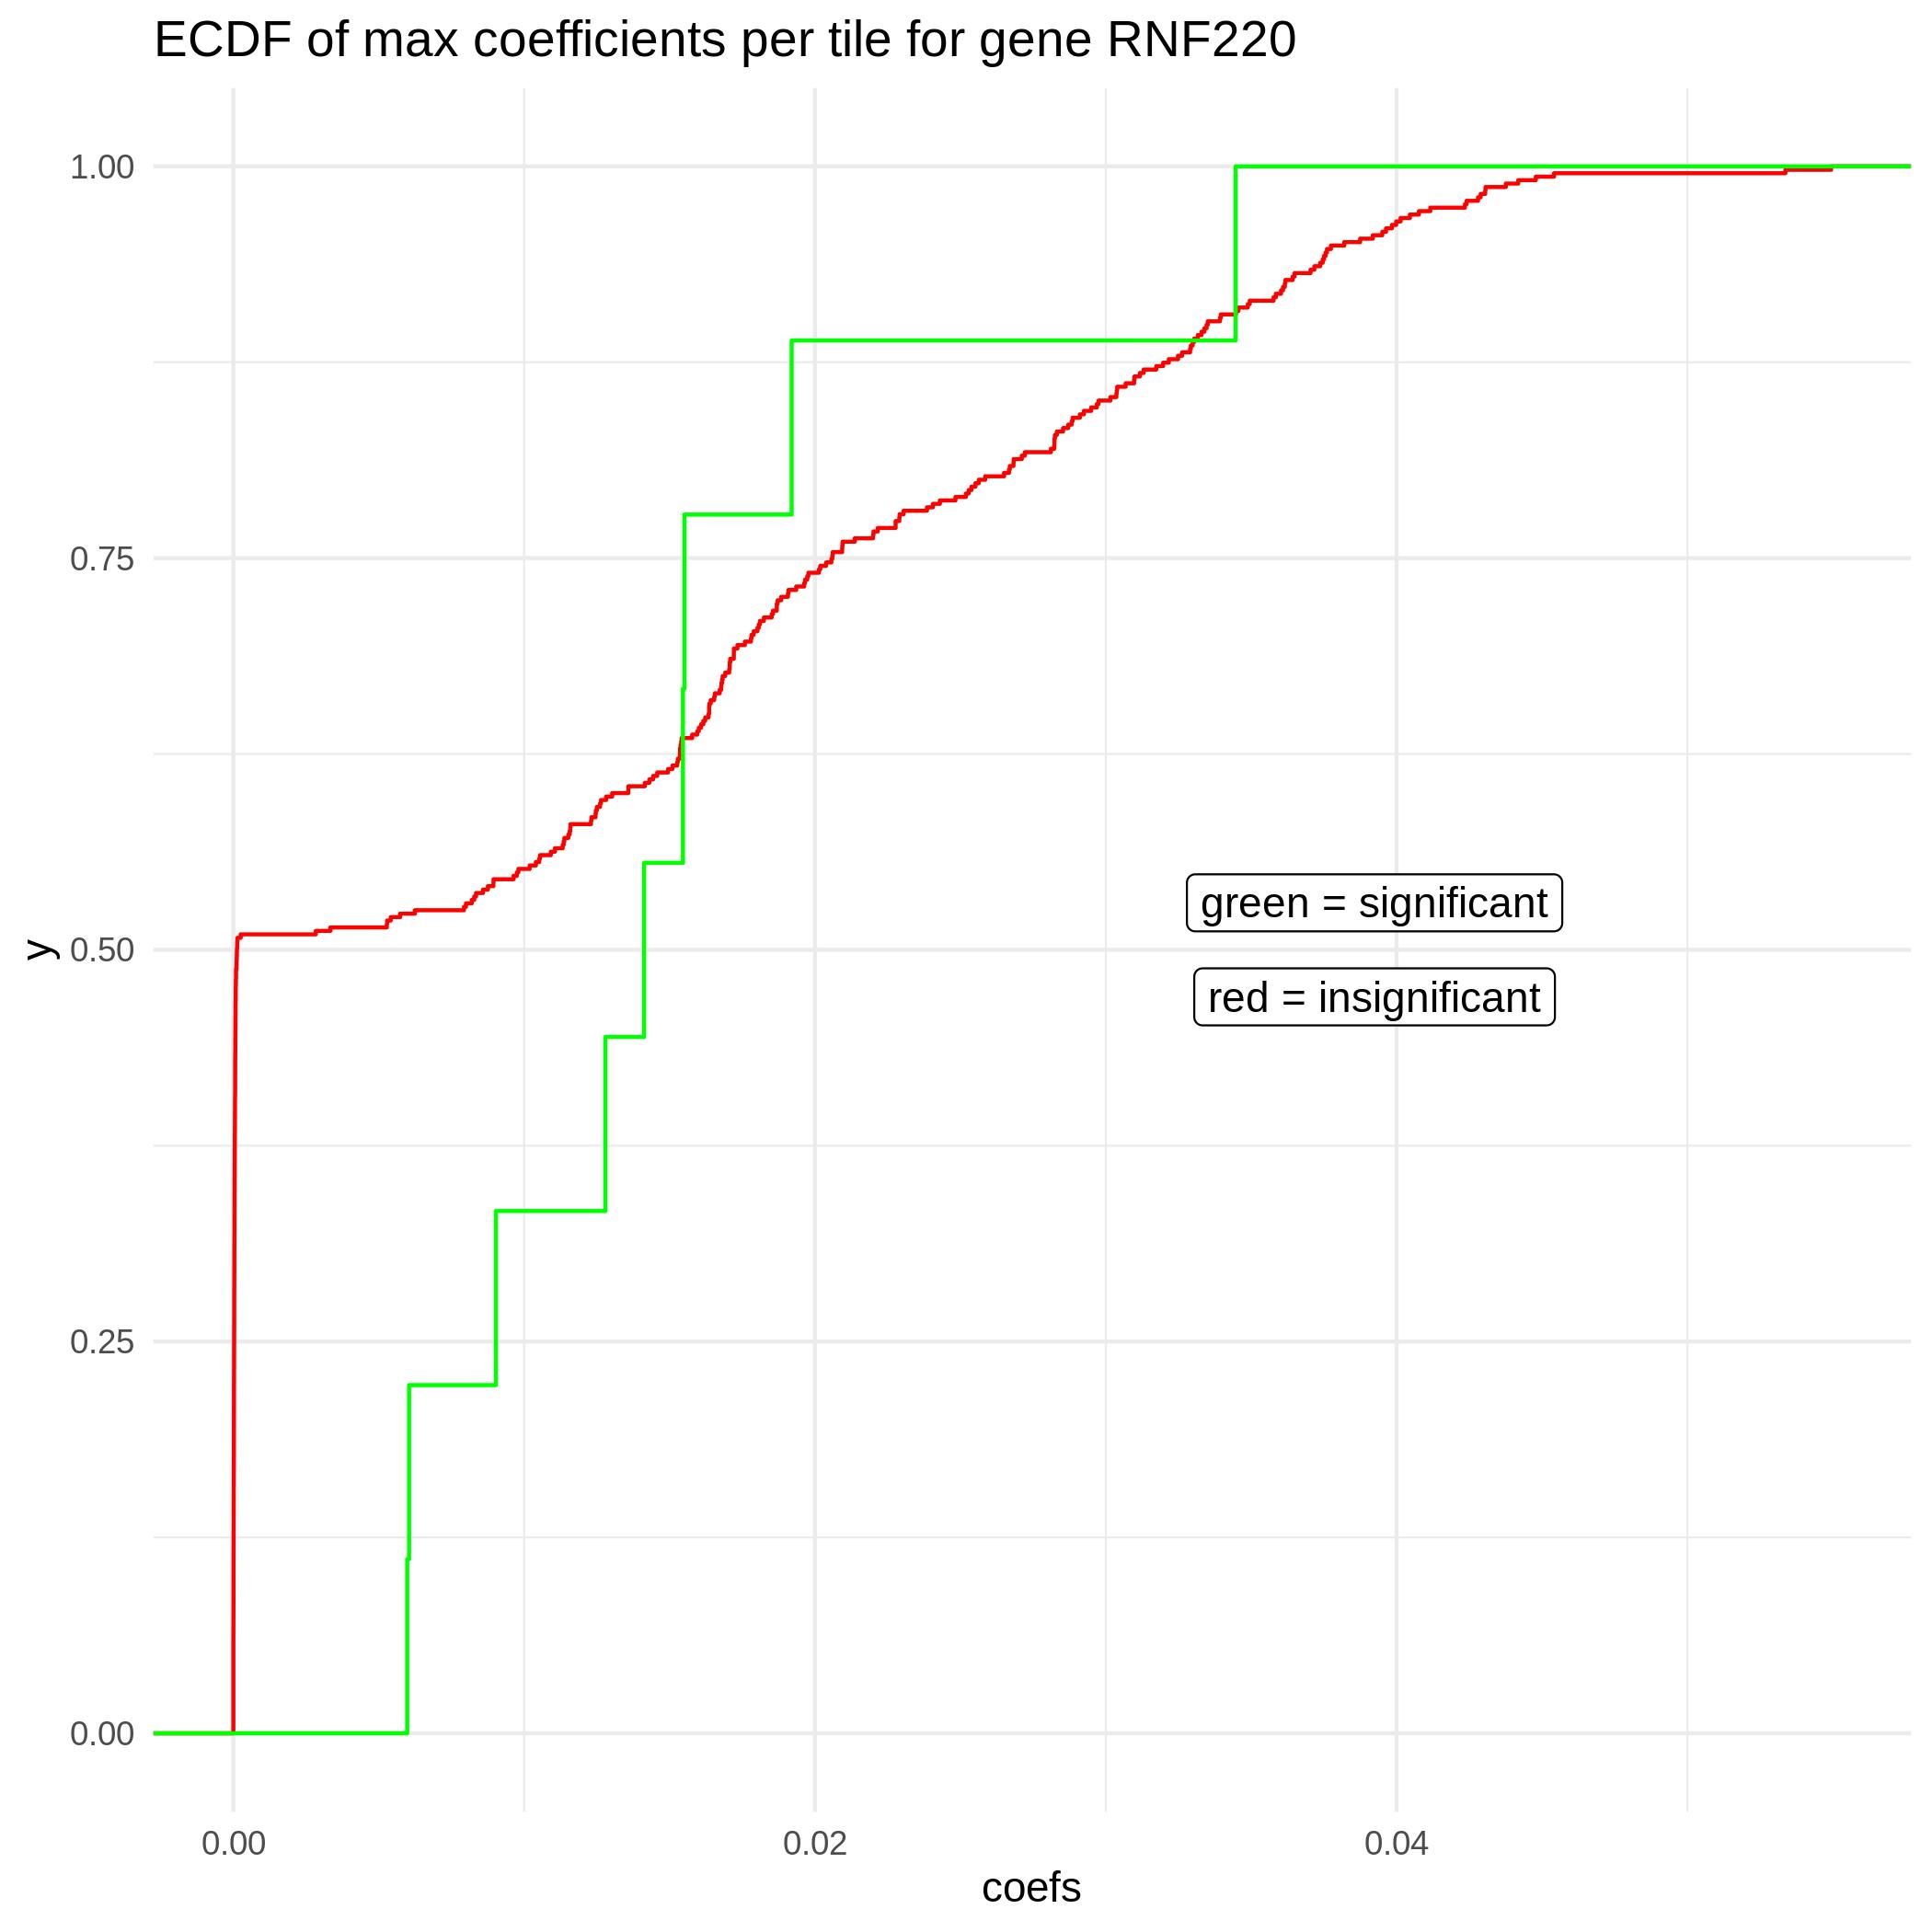 ECDF of max coefficients per tile for gene RNF220
1.00
0.75
0.50
0.25
0.00
y
green = significant
red = insignificant
0.00 0.02 0.04
coefs